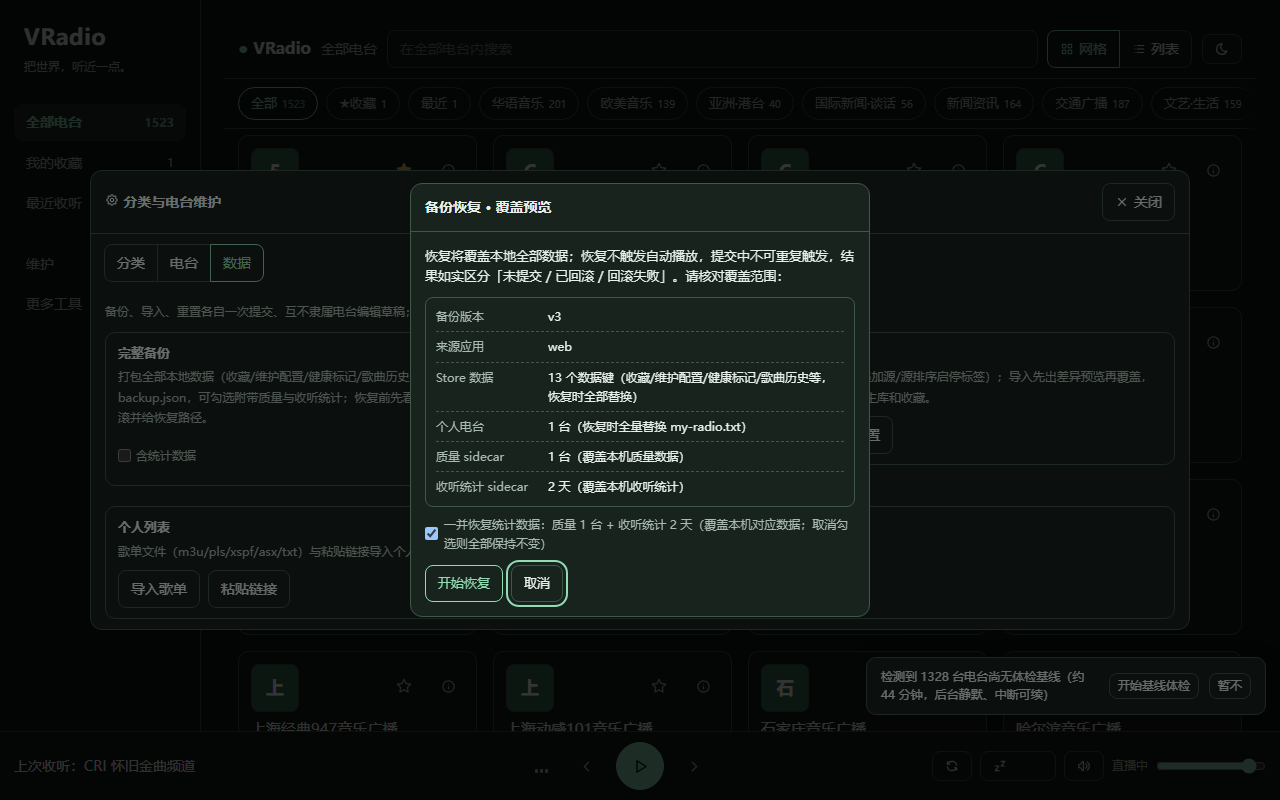 VRadio
把世界，听近一点。
全部电台 1523
我的收藏 1
最近收听
维护
更多工具
VRadio 全部电台
在全部电台内搜索
网格
列表
全部 1523
★收藏 1
最近 1
华语音乐 201
欧美音乐 139
亚洲·港台 40
国际新闻·谈话 56
新闻资讯 164
交通广播 187
文艺·生活 159
分类与电台维护
关闭
分类
电台
数据
备份、导入、重置各自一次提交、互不隶属电台编辑草稿；
完整备份
打包全部本地数据（收藏/维护配置/健康标记/歌曲历史
backup.json，可勾选附带质量与收听统计；恢复前先看
滚并给恢复路径。
含统计数据
加源/源排序启停标签）；导入先出差异预览再覆盖，
主库和收藏。
置
个人列表
歌单文件（m3u/pls/xspf/asx/txt）与粘贴链接导入个人
导入歌单
粘贴链接
备份恢复 • 覆盖预览
恢复将覆盖本地全部数据；恢复不触发自动播放，提交中不可重复触发，结
果如实区分「未提交 / 已回滚 / 回滚失败」。请核对覆盖范围：
备份版本 v3
来源应用 web
Store 数据 13 个数据键（收藏/维护配置/健康标记/歌曲历史等，
恢复时全部替换）
个人电台 1 台（恢复时全量替换 my-radio.txt）
质量 sidecar 1 台（覆盖本机质量数据）
收听统计 sidecar 2 天（覆盖本机收听统计）
一并恢复统计数据：质量 1 台 + 收听统计 2 天（覆盖本机对应数据；取消勾
选则全部保持不变）
开始恢复
取消
上
上
石
上海经典947音乐广播
上海动感101音乐广播
石家庄音乐广播
哈尔滨音乐广播
检测到 1328 台电台尚无体检基线（约
44 分钟，后台静默、中断可续）
开始基线体检
暂不
上次收听：CRI 怀旧金曲频道
...
zZ
直播中